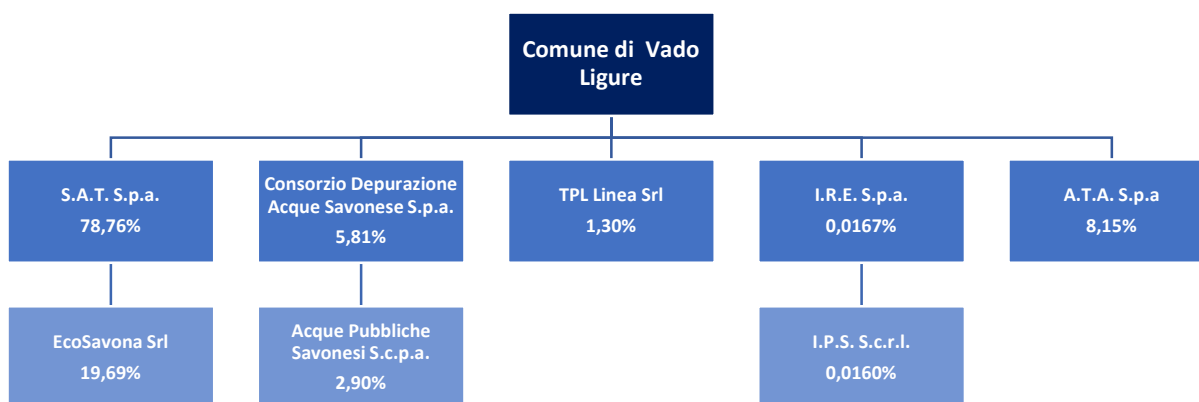 Comune di Vado
Ligure
S.A.T. S.p.a.
78,76%
Consorzio Depurazione
Acque Savonese S.p.a.
5,81%
TPL Linea Srl
1,30%
I.R.E. S.p.a.
0,0167%
A.T.A. S.p.a
8,15%
EcoSavona Srl
19,69%
Acque Pubbliche
Savonesi S.c.p.a.
2,90%
I.P.S. S.c.r.l.
0,0160%